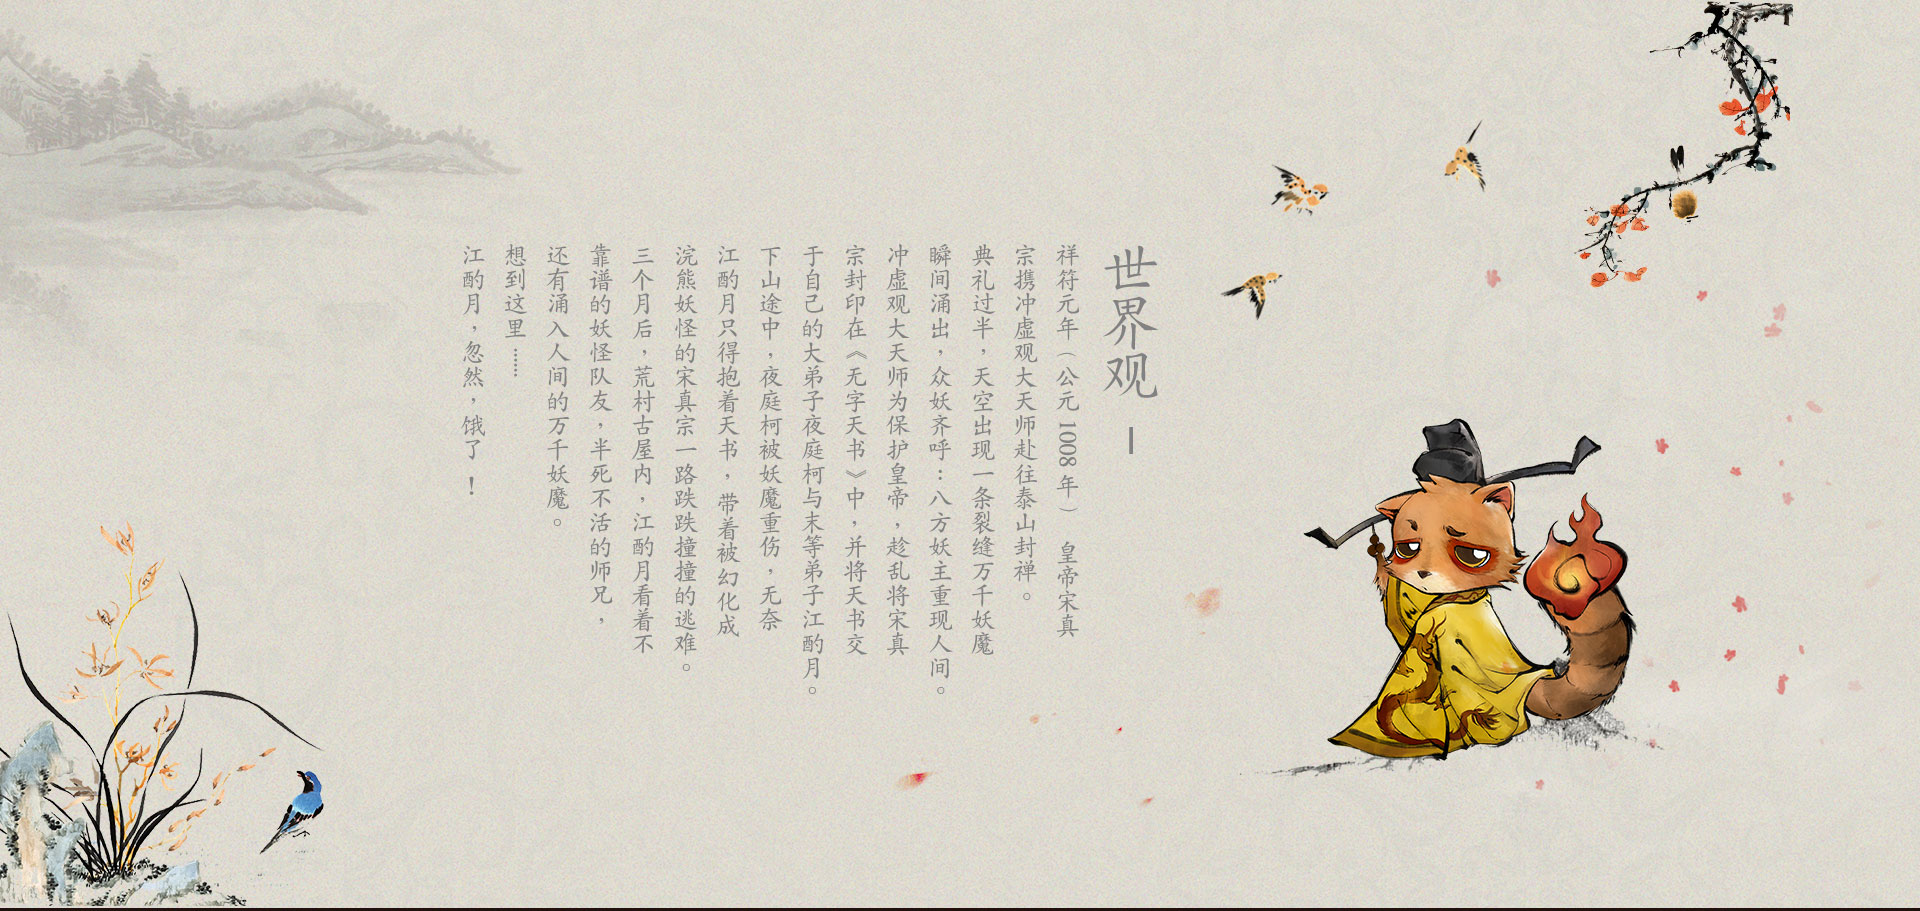 世界观
祥符元年（公元1008年） 皇帝宋真
宗携冲虚观大天师赴往泰山封禅。
典礼过半，天空出现一条裂缝万千妖魔
瞬间涌出，众妖齐呼：八方妖主重现人间。
冲虚观大天师为保护皇帝，趁乱将宋真
宗封印在《无字天书》中，并将天书交
于自己的大弟子夜庭柯与末等弟子江酌月。
下山途中，夜庭柯被妖魔重伤，无奈
江酌月只得抱着天书，带着被幻化成
浣熊妖怪的宋真宗一路跌跌撞撞的逃难。
三个月后，荒村古屋内，江酌月看着不
靠谱的妖怪队友，半死不活的师兄，
还有涌入人间的万千妖魔。
想到这里……
江酌月，忽然，饿了！